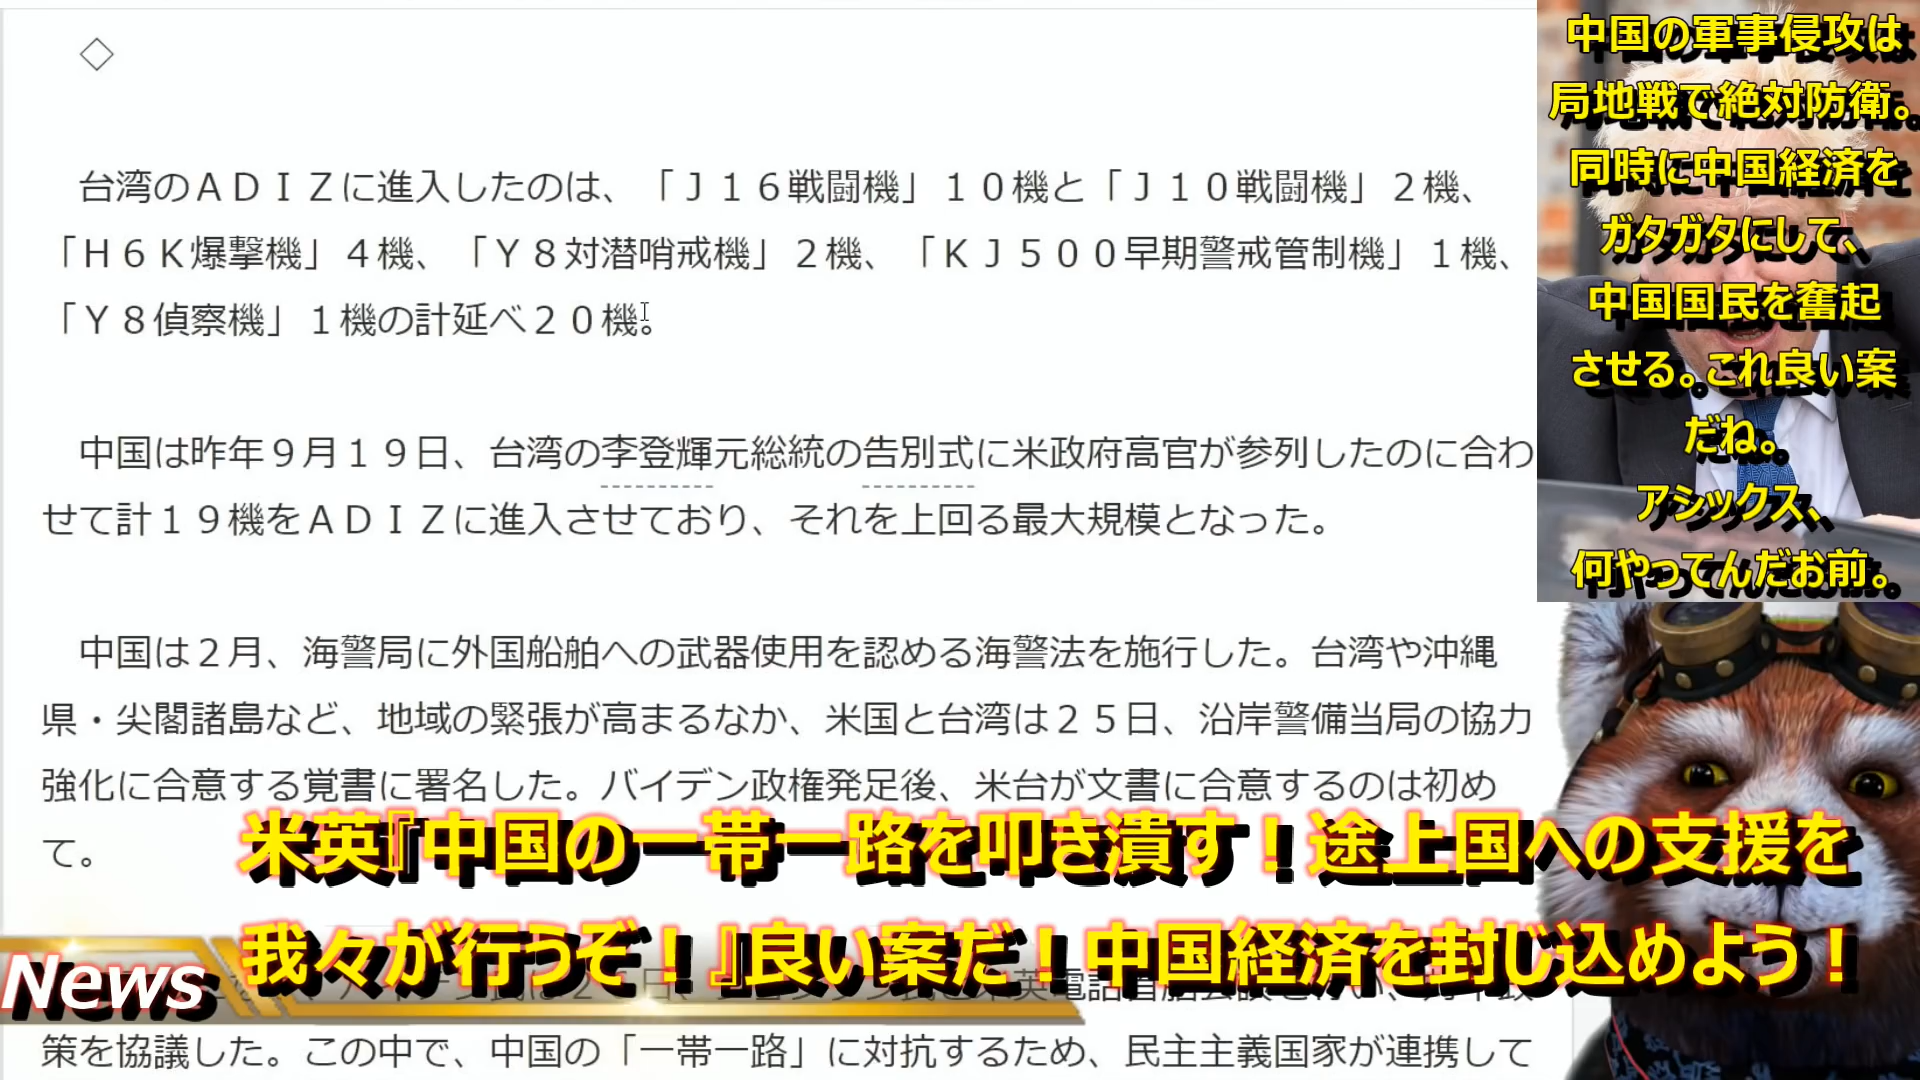 ◇
台湾のＡＤＩＺに進入したのは、「Ｊ１６戦闘機」１０機と「Ｊ１０戦闘機」２機、
「Ｈ６Ｋ爆撃機」４機、「Ｙ８対潜哨戒機」２機、「ＫＪ５００早期警戒管制機」１機、
「Ｙ８偵察機」１機の計延べ２０機。
中国は昨年９月１９日、台湾の李登輝元総統の告別式に米政府高官が参列したのに合わ
せて計１９機をＡＤＩＺに進入させており、それを上回る最大規模となった。
中国は２月、海警局に外国船舶への武器使用を認める海警法を施行した。台湾や沖縄
県・尖閣諸島など、地域の緊張が高まるなか、米国と台湾は２５日、沿岸警備当局の協力
強化に合意する覚書に署名した。バイデン政権発足後、米台が文書に合意するのは初め
て。
策を協議した。この中で、中国の「一帯一路」に対抗するため、民主主義国家が連携して
中国の軍事侵攻は
局地戦で絶対防衛。
同時に中国経済を
ガタガタにして、
中国国民を奮起
させる。これ良い案
だね。
アシックス、
何やってんだお前。
米英『中国の一帯一路を叩き潰す！途上国への支援を
我々が行うぞ！』良い案だ！中国経済を封じ込めよう！
News